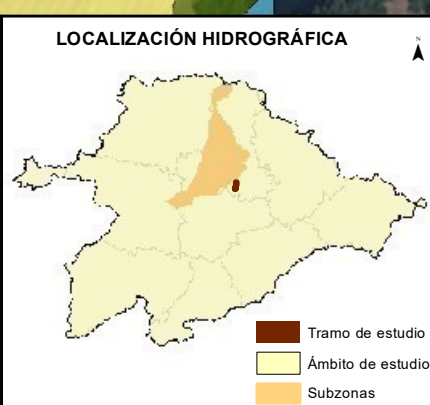 LOCALIZACIÓN HIDROGRÁFICA
N
Tramo de estudio
Ámbito de estudio
Subzonas